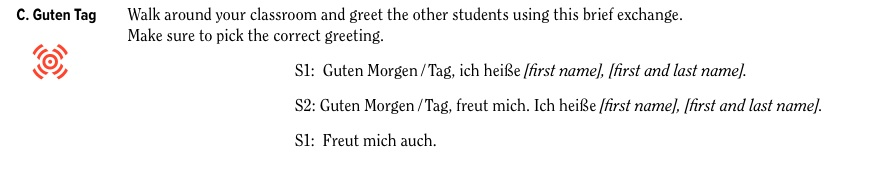 C. Guten Tag
Walk around your classroom and greet the other students using this brief exchange.
Make sure to pick the correct greeting.
S1: Guten Morgen / Tag, ich heiße [first name], [first and last name].
S2: Guten Morgen / Tag, freut mich. Ich heiße [first name], [first and last name].
S1: Freut mich auch.